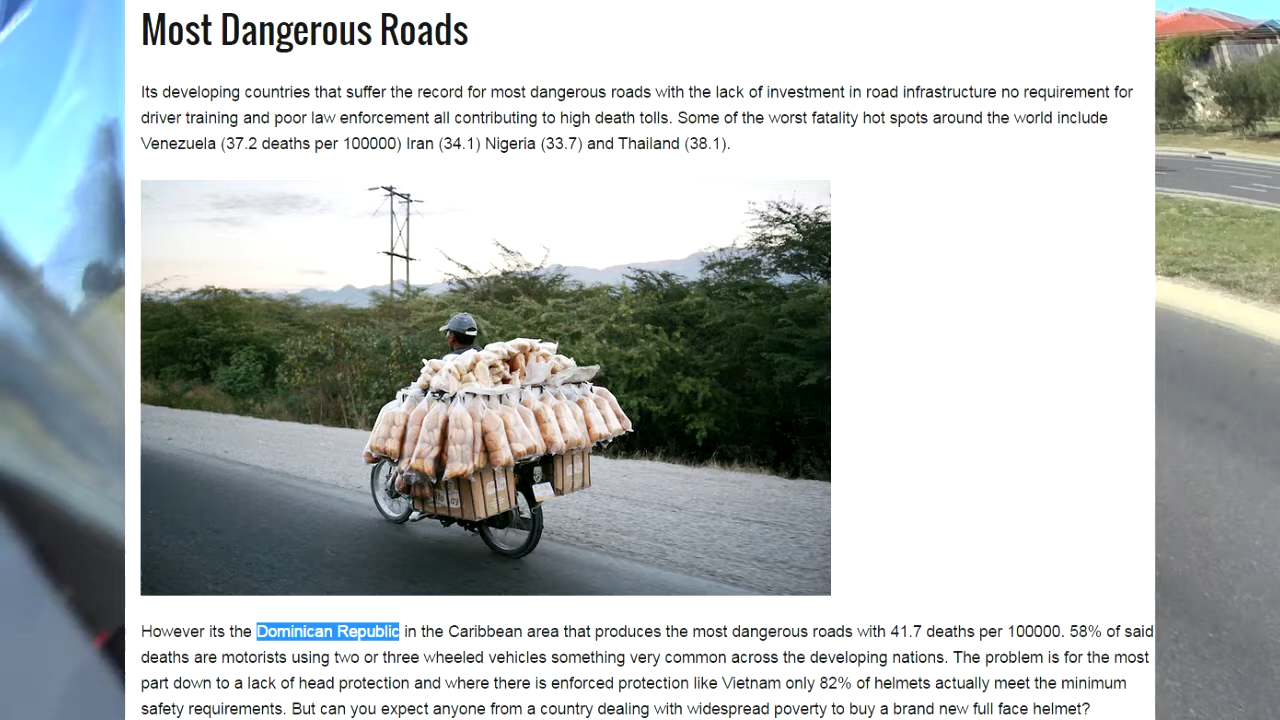 Most Dangerous Roads
Its developing countries that suffer the record for most dangerous roads with the lack of investment in road infrastructure no requirement for
driver training and poor law enforcement all contributing to high death tolls. Some of the worst fatality hot spots around the world include
Venezuela (37.2 deaths per 100000) Iran (34.1) Nigeria (33.7) and Thailand (38.1).
However its the Dominican Republic in the Caribbean area that produces the most dangerous roads with 41.7 deaths per 100000. 58% of said
deaths are motorists using two or three wheeled vehicles something very common across the developing nations. The problem is for the most
part down to a lack of head protection and where there is enforced protection like Vietnam only 82% of helmets actually meet the minimum
safety requirements. But can you expect anyone from a country dealing with widespread poverty to buy a brand new full face helmet?